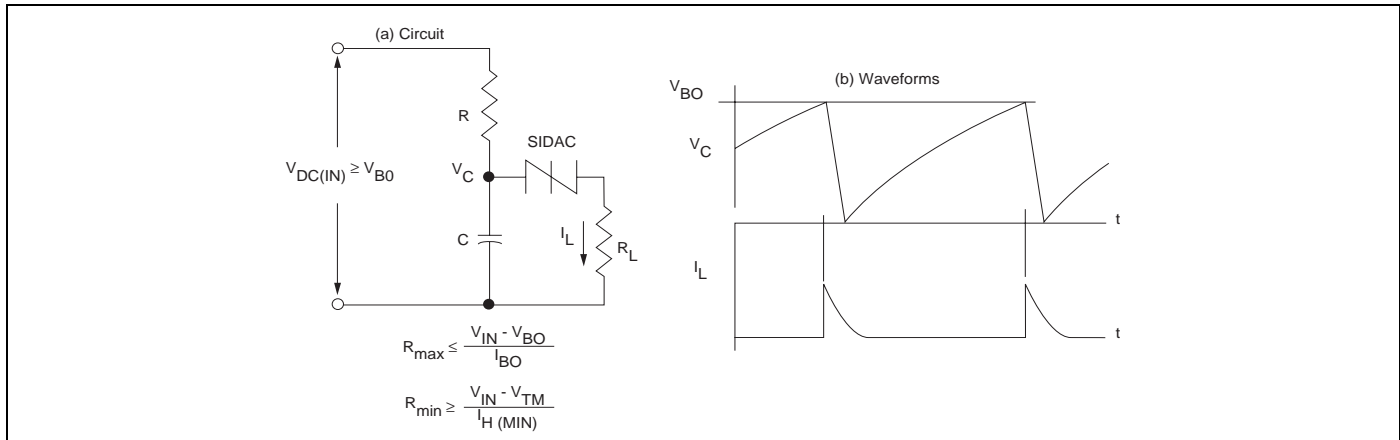 (a) Circuit
R
SIDAC
V_C
V_DC(IN) ≥ V_B0
C
I_L
R_L
R_max ≤ (V_IN - V_BO) / I_BO
R_min ≥ (V_IN - V_TM) / I_H (MIN)
(b) Waveforms
V_BO
V_C
t
I_L
t